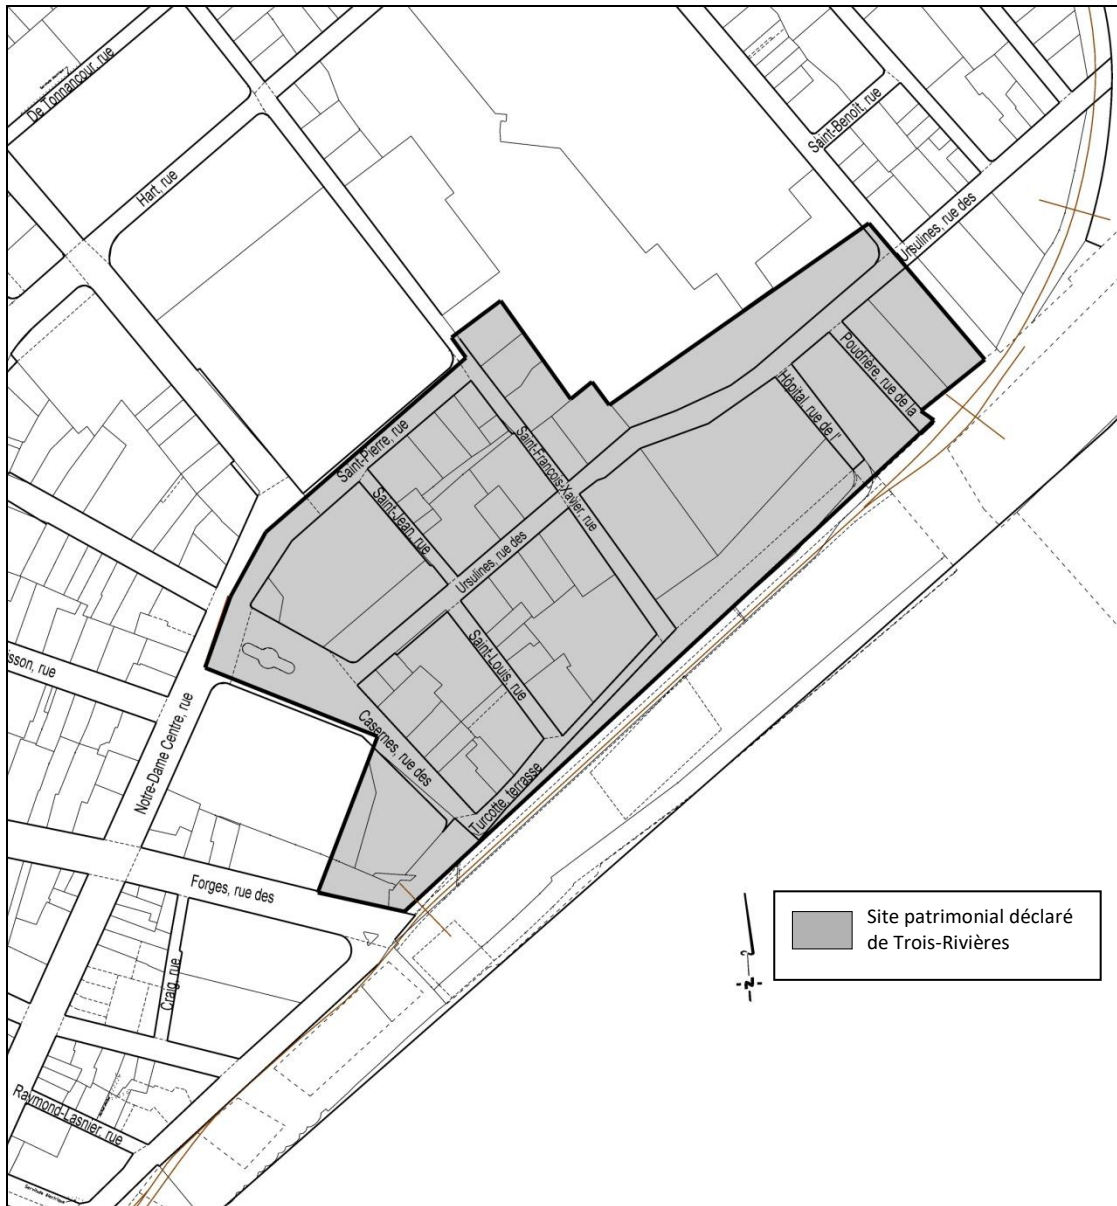 De Tonnancour, rue
Hart, rue
Saint-Benoît, rue
Ursulines, rue des
Poudrière, rue de la
Hôpital, rue de l'
Saint-Pierre, rue
Saint-François-Xavier, rue
Saint-Jean, rue
Ursulines, rue des
Saint-Louis, rue
isson, rue
Notre-Dame Centre, rue
Casernes, rue des
Turcotte, terrasse
Forges, rue des
Craig, rue
Raymond-Lasnier, rue
Site patrimonial déclaré
de Trois-Rivières